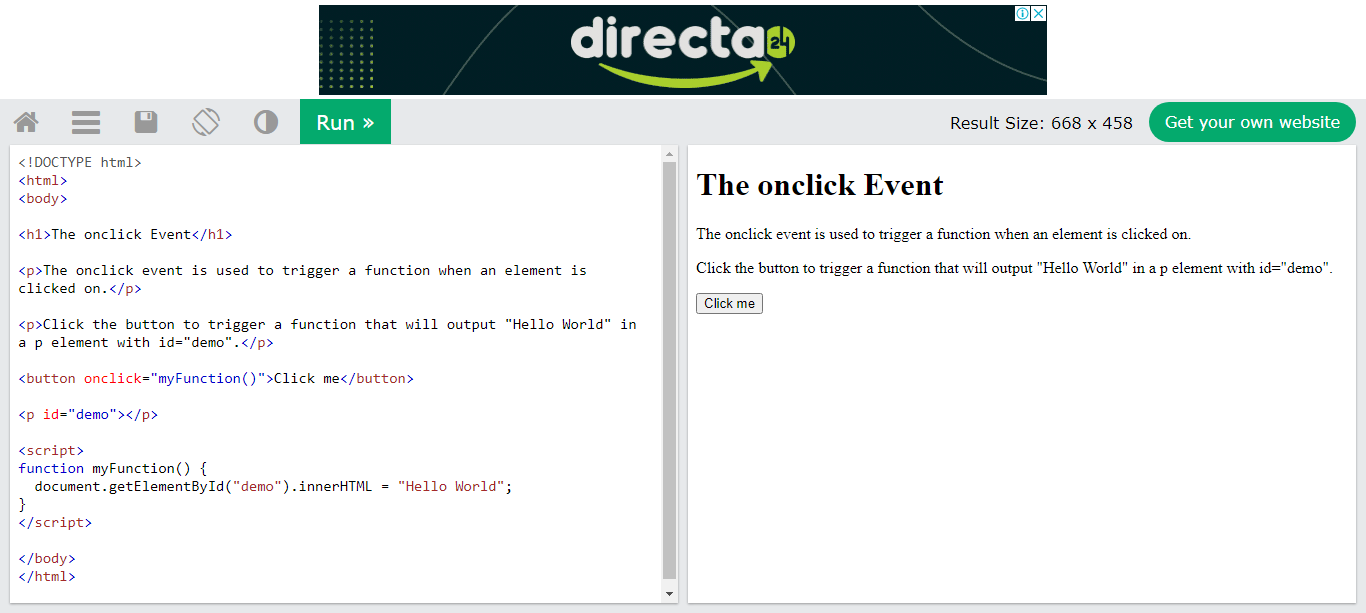 directa24
Run »
Result Size: 668 x 458
Get your own website
<!DOCTYPE html>
<html>
<body>
<h1>The onclick Event</h1>
<p>The onclick event is used to trigger a function when an element is
clicked on.</p>
<p>Click the button to trigger a function that will output "Hello World" in
a p element with id="demo".</p>
<button onclick="myFunction()">Click me</button>
<p id="demo"></p>
<script>
function myFunction() {
  document.getElementById("demo").innerHTML = "Hello World";
}
</script>
</body>
</html>
The onclick Event
The onclick event is used to trigger a function when an element is clicked on.
Click the button to trigger a function that will output "Hello World" in a p element with id="demo".
Click me